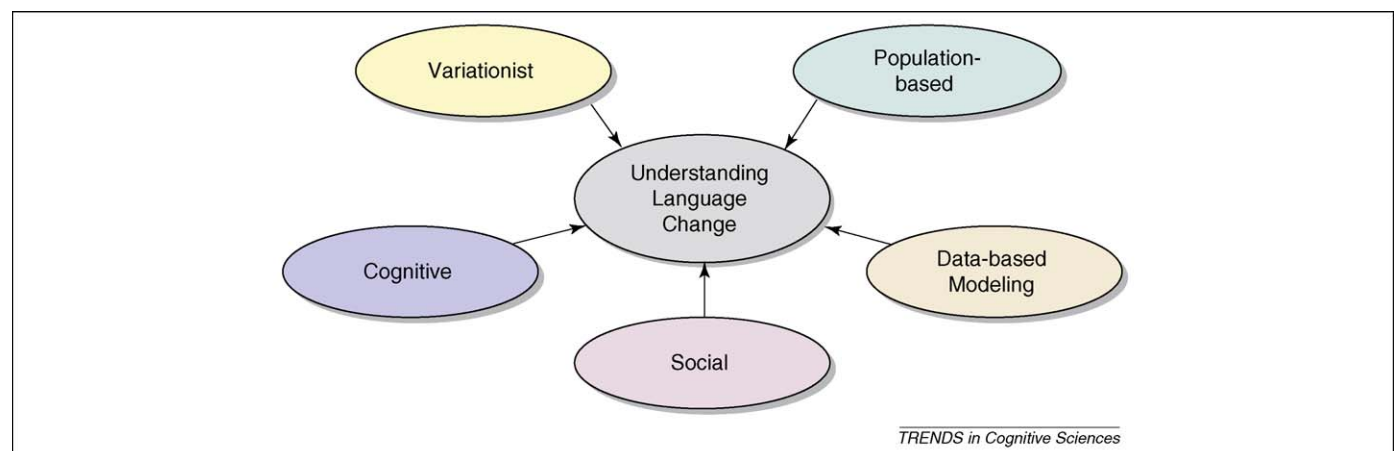 Variationist
Population-
based
Understanding
Language
Change
Cognitive
Data-based
Modeling
Social
TRENDS in Cognitive Sciences